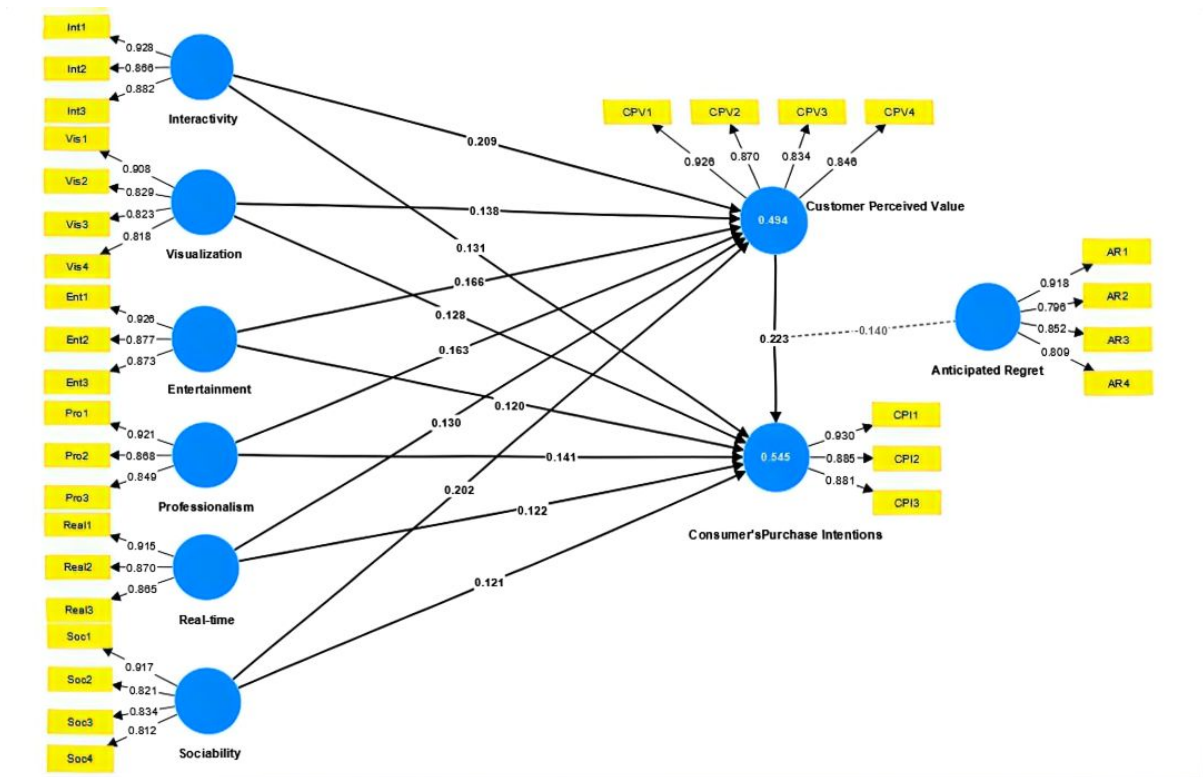 Int1
0.928
Int2
0.866
0.882
Int3
Interactivity
Vis1
0.908
Vis2
0.829
Vis3
0.823
0.818
Visualization
Vis4
Ent1
0.926
Ent2
0.877
0.873
Ent3
Entertainment
Pro1
0.921
Pro2
0.868
0.849
Pro3
Professionalism
Real1
0.915
Real2
0.870
0.865
Real3
Real-time
Soc1
0.917
Soc2
0.821
Soc3
0.834
0.812
Soc4
Sociability
0.209
0.138
0.131
0.166
0.128
0.163
0.120
0.130
0.141
0.202
0.122
0.121
CPV1
CPV2
CPV3
CPV4
0.926
0.870
0.834
0.846
0.494
Customer Perceived Value
0.223
-0.140
AR1
0.918
AR2
0.796
0.852
AR3
0.809
AR4
Anticipated Regret
CPI1
0.930
0.545
0.885
CPI2
0.881
CPI3
Consumer'sPurchase Intentions